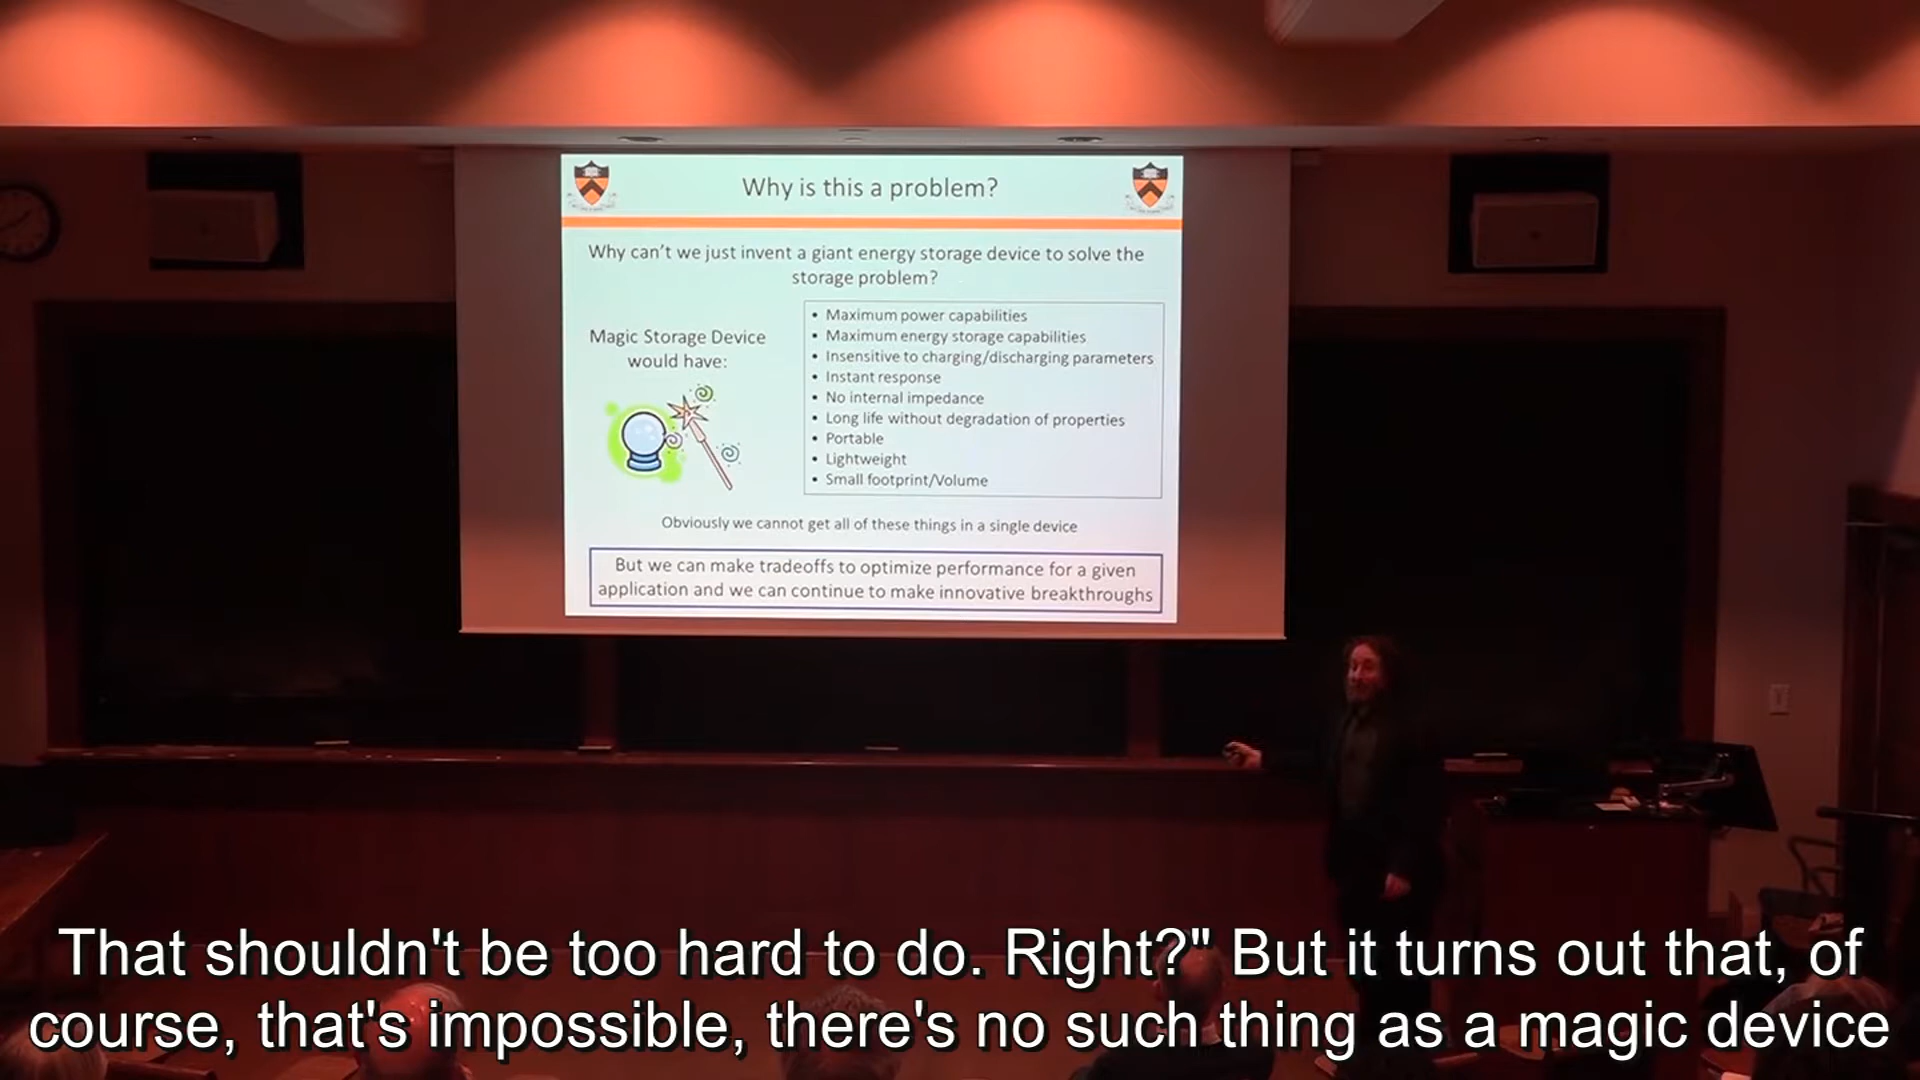 Why is this a problem?
Why can't we just invent a giant energy storage device to solve the
storage problem?
Magic Storage Device
would have:
• Maximum power capabilities
• Maximum energy storage capabilities
• Insensitive to charging/discharging parameters
• Instant response
• No internal impedance
• Long life without degradation of properties
• Portable
• Lightweight
• Small footprint/Volume
Obviously we cannot get all of these things in a single device
But we can make tradeoffs to optimize performance for a given
application and we can continue to make innovative breakthroughs
That shouldn't be too hard to do. Right?" But it turns out that, of
course, that's impossible, there's no such thing as a magic device